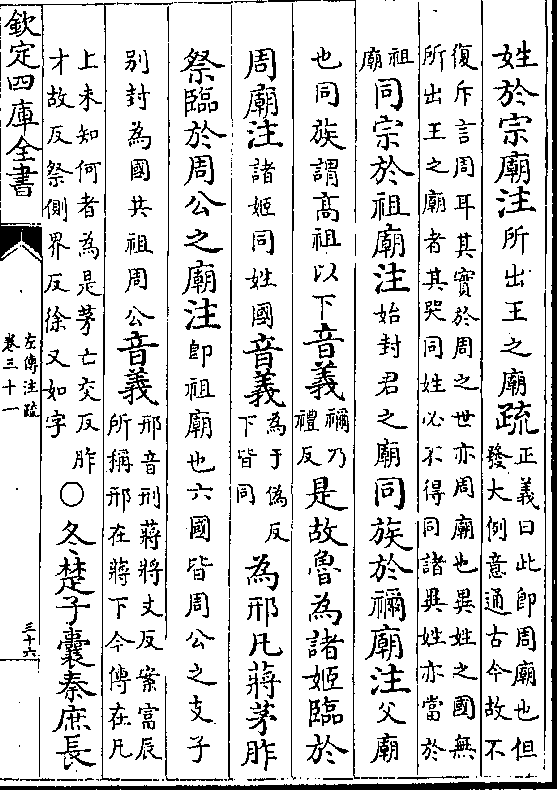 姓於宗廟注所出王之廟疏正義曰此即周廟也但
發大例意通古今故不
復斥言周耳其實於周之世亦周廟也異姓之國無
所出王之廟者其哭同姓必不得同諸異姓亦當於
祖
廟
同宗於祖廟注始封君之廟同族於禰廟注父廟
也同族謂高祖以下音義禰乃
禮反
是故魯為諸姬臨於
周廟注諸姬同姓國音義為于偽反
下皆同
為邢凡蔣茅胙
祭臨於周公之廟注即祖廟也六國皆周公之支子
別封為國共祖周公音義邢音刑蔣將丈反案富辰
所稱邢在蔣下今傳在凡
上未知何者為是茅亡交反胙
才故反祭側界反徐又如字
○冬楚子囊秦庶長
欽定四庫全書
左傳注疏
卷三十一
三十六